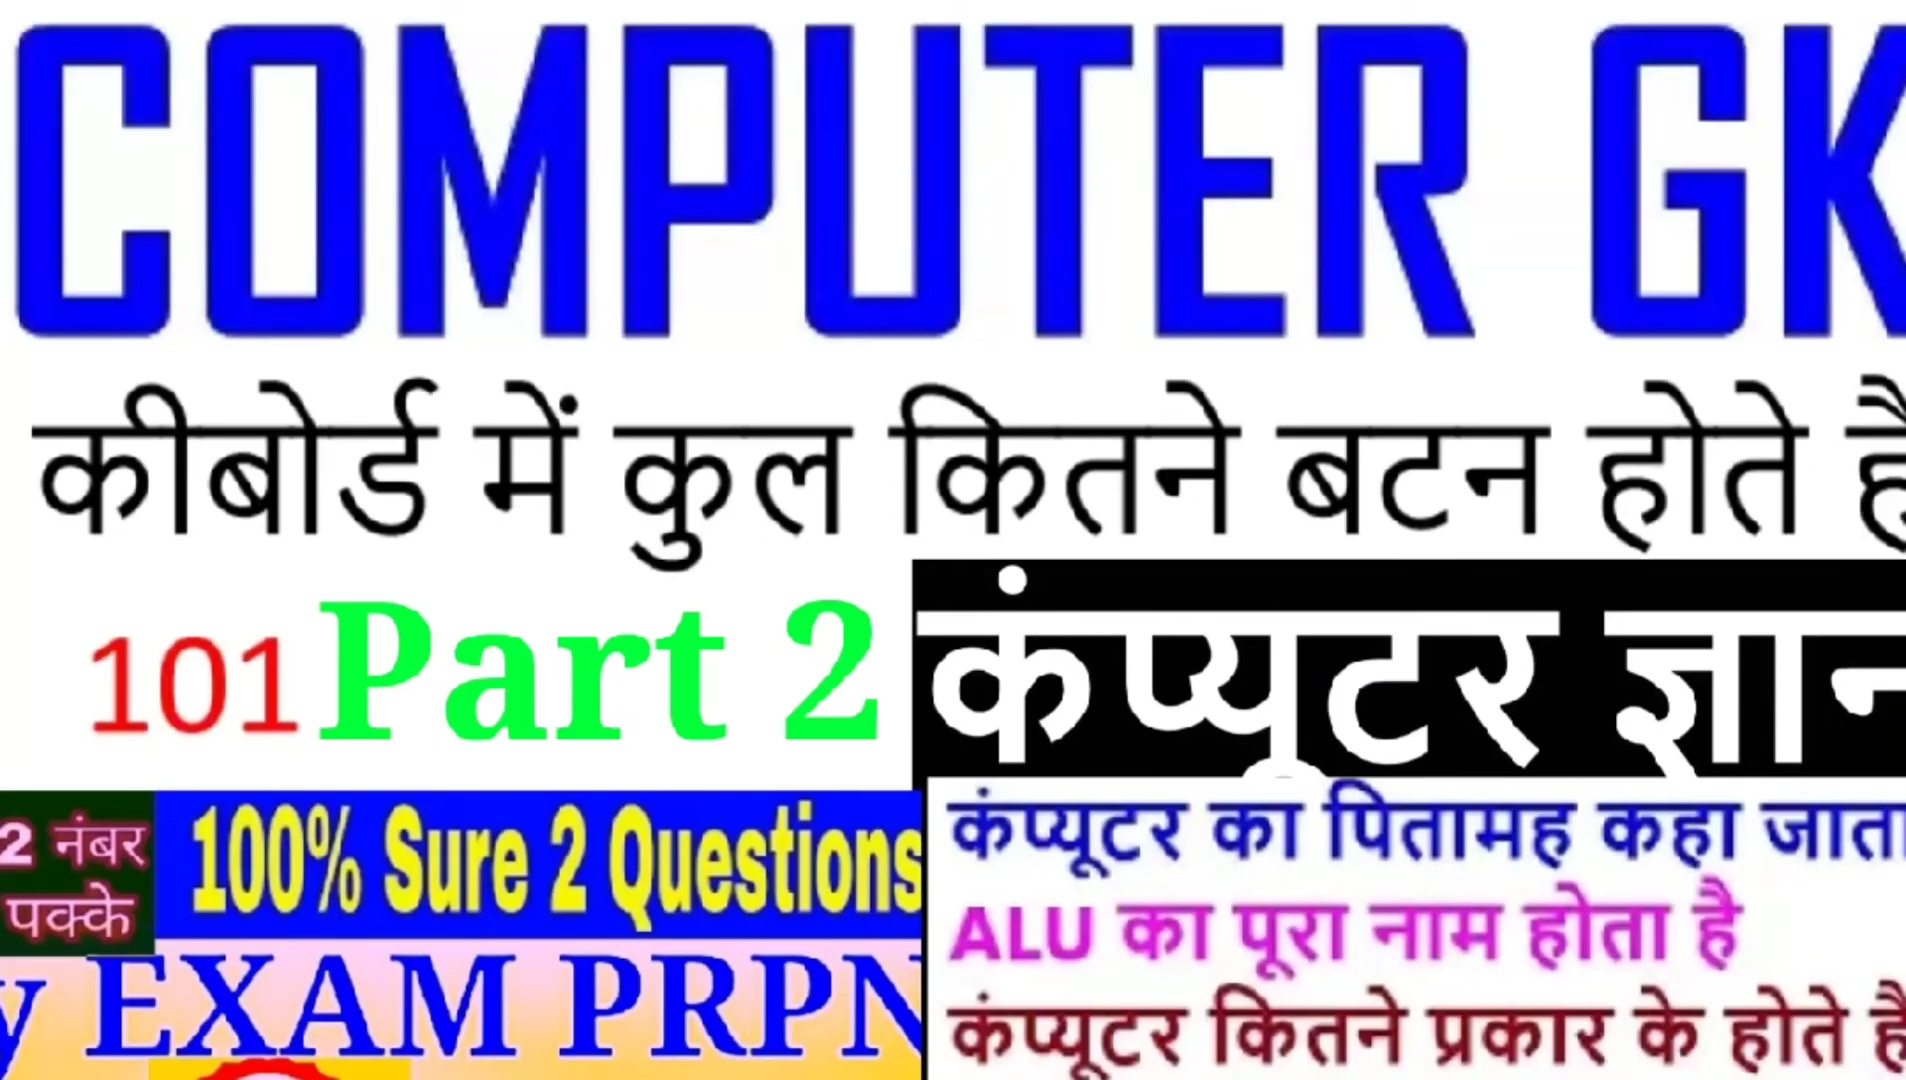 COMPUTER GK
कीबोर्ड में कुल कितने बटन होते है
101 Part 2
कंप्यूटर ज्ञान
2 नंबर
पक्के
100% Sure 2 Questions
y EXAM PRPN
कंप्यूटर का पितामह कहा जाता
ALU का पूरा नाम होता है
कंप्यूटर कितने प्रकार के होते है